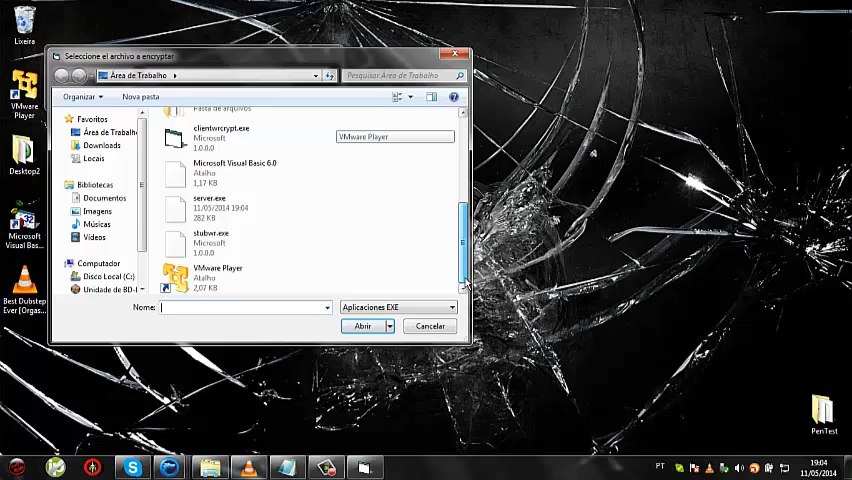 Lixeira
VMware
Player
Desktop2
Microsoft
Visual Bas...
Best Dubstep
Ever [Orgas...
Seleccione el archivo a encryptar
Área de Trabalho
Pesquisar Área de Trabalho
Organizar
Nova pasta
Favoritos
Área de Trabalh
Downloads
Locais
Bibliotecas
Documentos
Imagens
Músicas
Vídeos
Computador
Disco Local (C:)
Unidade de BD-
Pasta de arquivos
clientwrcrypt.exe
Microsoft
1.0.0.0
Microsoft Visual Basic 6.0
Atalho
1,17 KB
server.exe
11/05/2014 19:04
282 KB
stubwr.exe
Microsoft
1.0.0.0
VMware Player
Atalho
2,07 KB
VMware Player
Nome:
Aplicaciones EXE
Abrir
Cancelar
PenTest
PT
19:04
11/05/2014